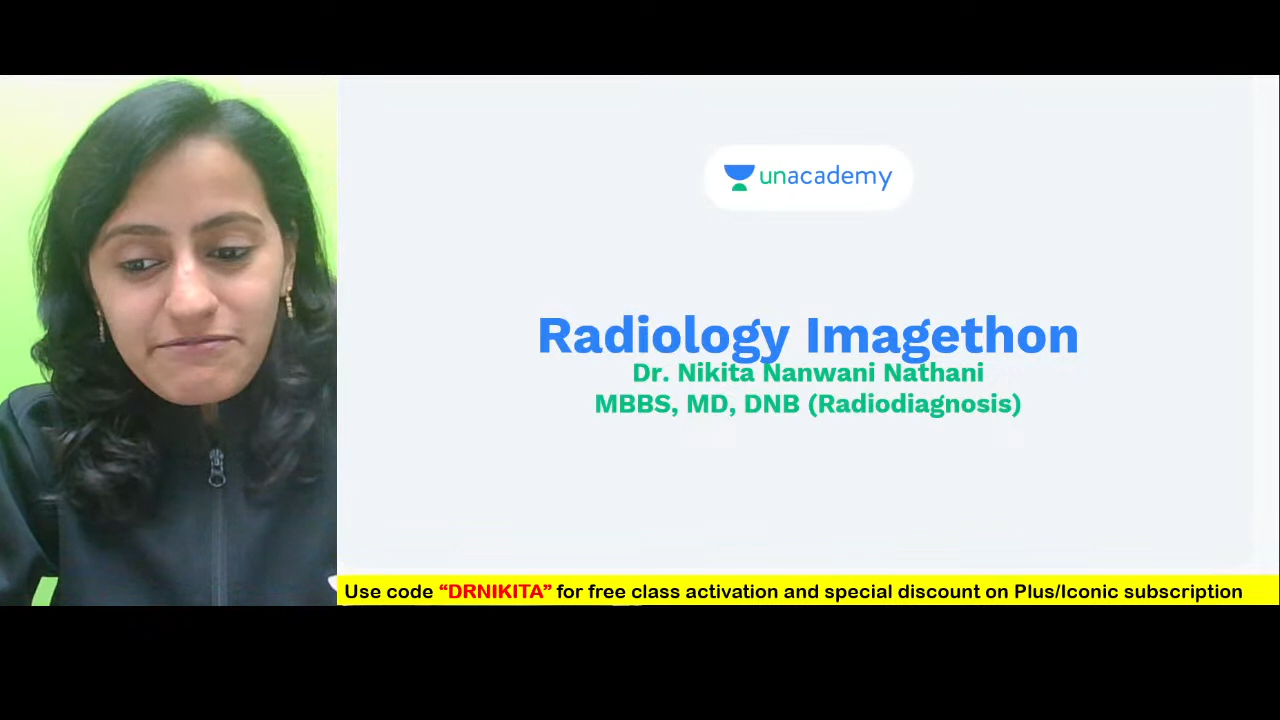 unacademy
Radiology Imagethon
Dr. Nikita Nanwani Nathani
MBBS, MD, DNB (Radiodiagnosis)
Use code “DRNIKITA” for free class activation and special discount on Plus/Iconic subscription